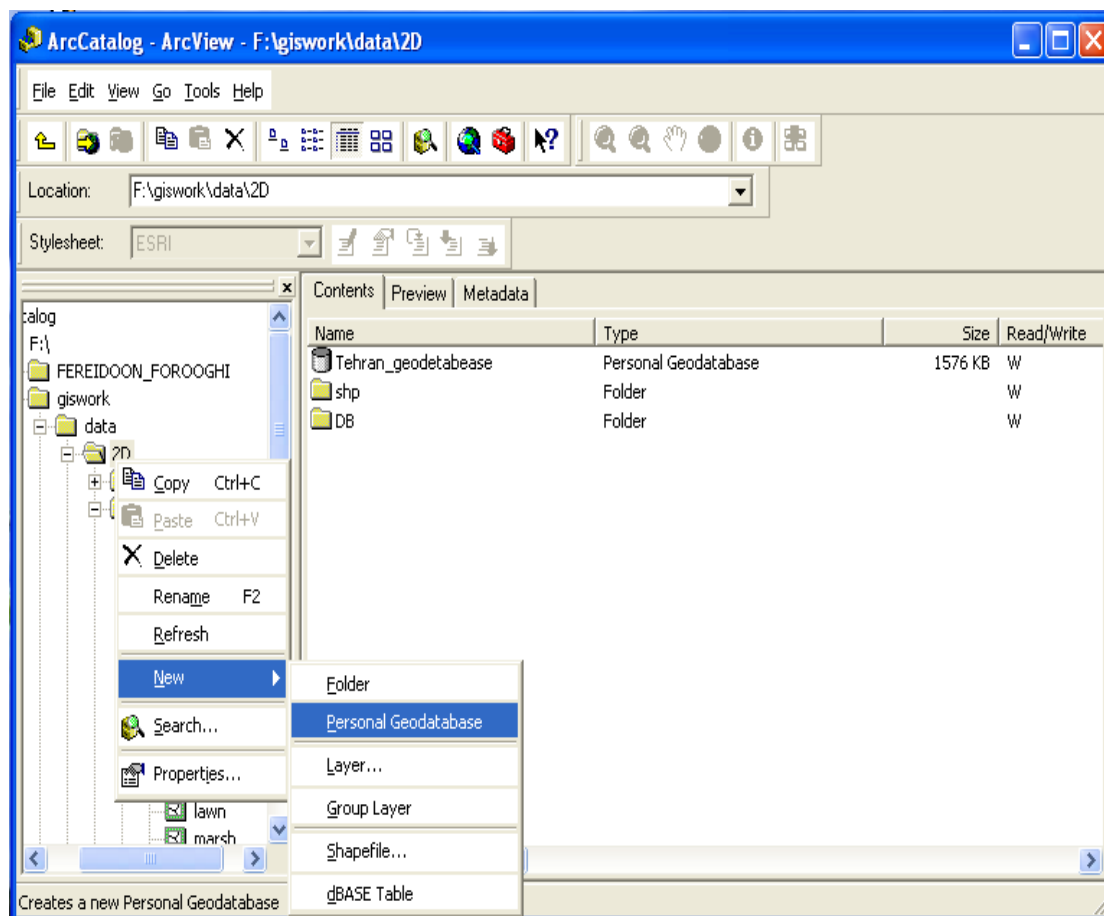 ArcCatalog - ArcView - F:\giswork\data\2D
File Edit View Go Tools Help
Location: F:\giswork\data\2D
Stylesheet: ESRI
Contents Preview Metadata
Name Type Size Read/Write
Tehran_geodetabease Personal Geodatabase 1576 KB W
shp Folder W
DB Folder W
talog
F:\
FEREIDOON_FOROOGHI
giswork
data
2D
Copy Ctrl+C
Paste Ctrl+V
Delete
Rename F2
Refresh
New
Search...
Properties...
Folder
Personal Geodatabase
Layer...
Group Layer
Shapefile...
dBASE Table
lawn
marsh
Creates a new Personal Geodatabase